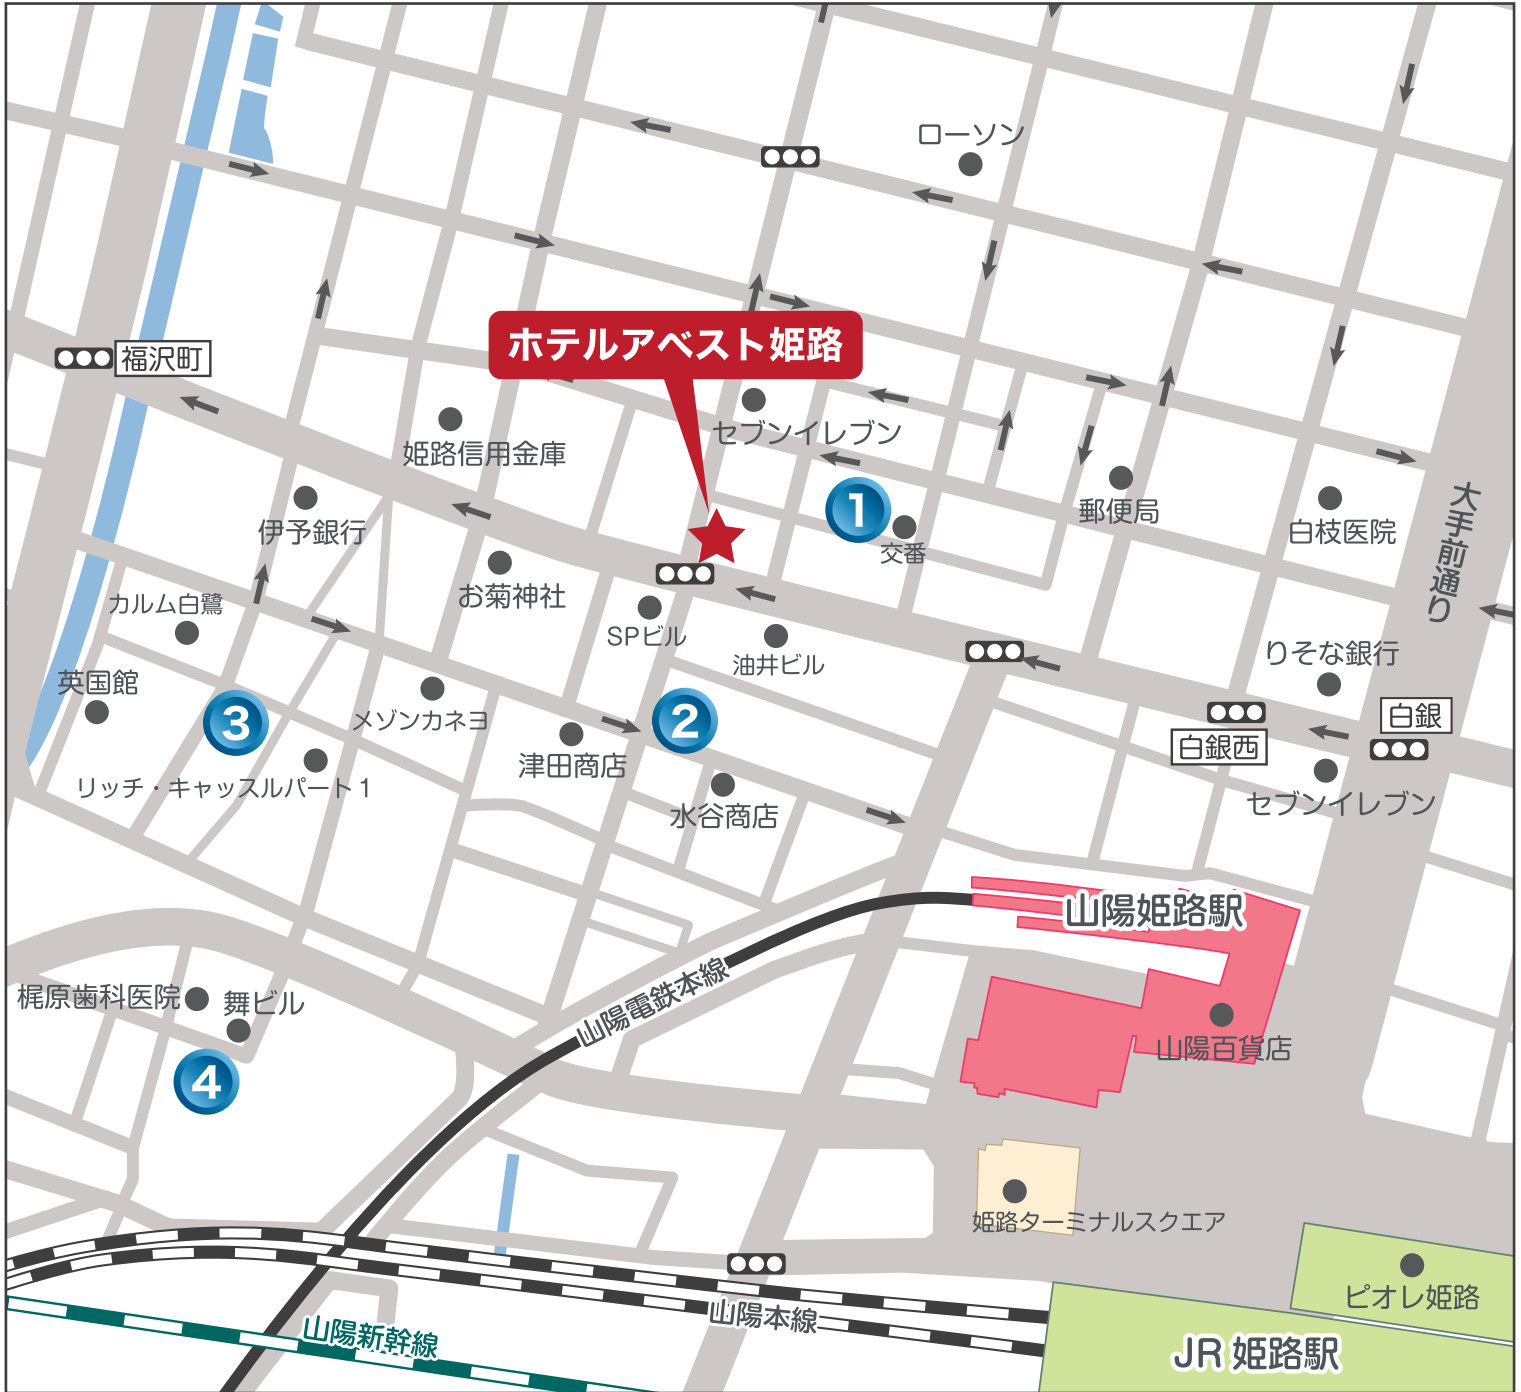 ローソン
ホテルアベスト姫路
福沢町
セブンイレブン
姫路信用金庫
1
郵便局
大手前通り
白枝医院
伊予銀行
交番
お菊神社
カルム白鷺
SPビル
油井ビル
りそな銀行
英国館
白銀
3
メゾンカネヨ
2
白銀西
津田商店
リッチ・キャッスルパート1
水谷商店
セブンイレブン
山陽姫路駅
山陽電鉄本線
梶原歯科医院
舞ビル
山陽百貨店
4
姫路ターミナルスクエア
ピオレ姫路
山陽本線
山陽新幹線
JR 姫路駅